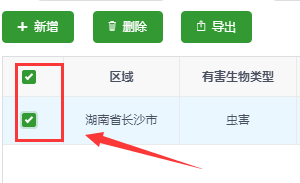 + 新增 删除 导出
区域 有害生物类型
湖南省长沙市 虫害